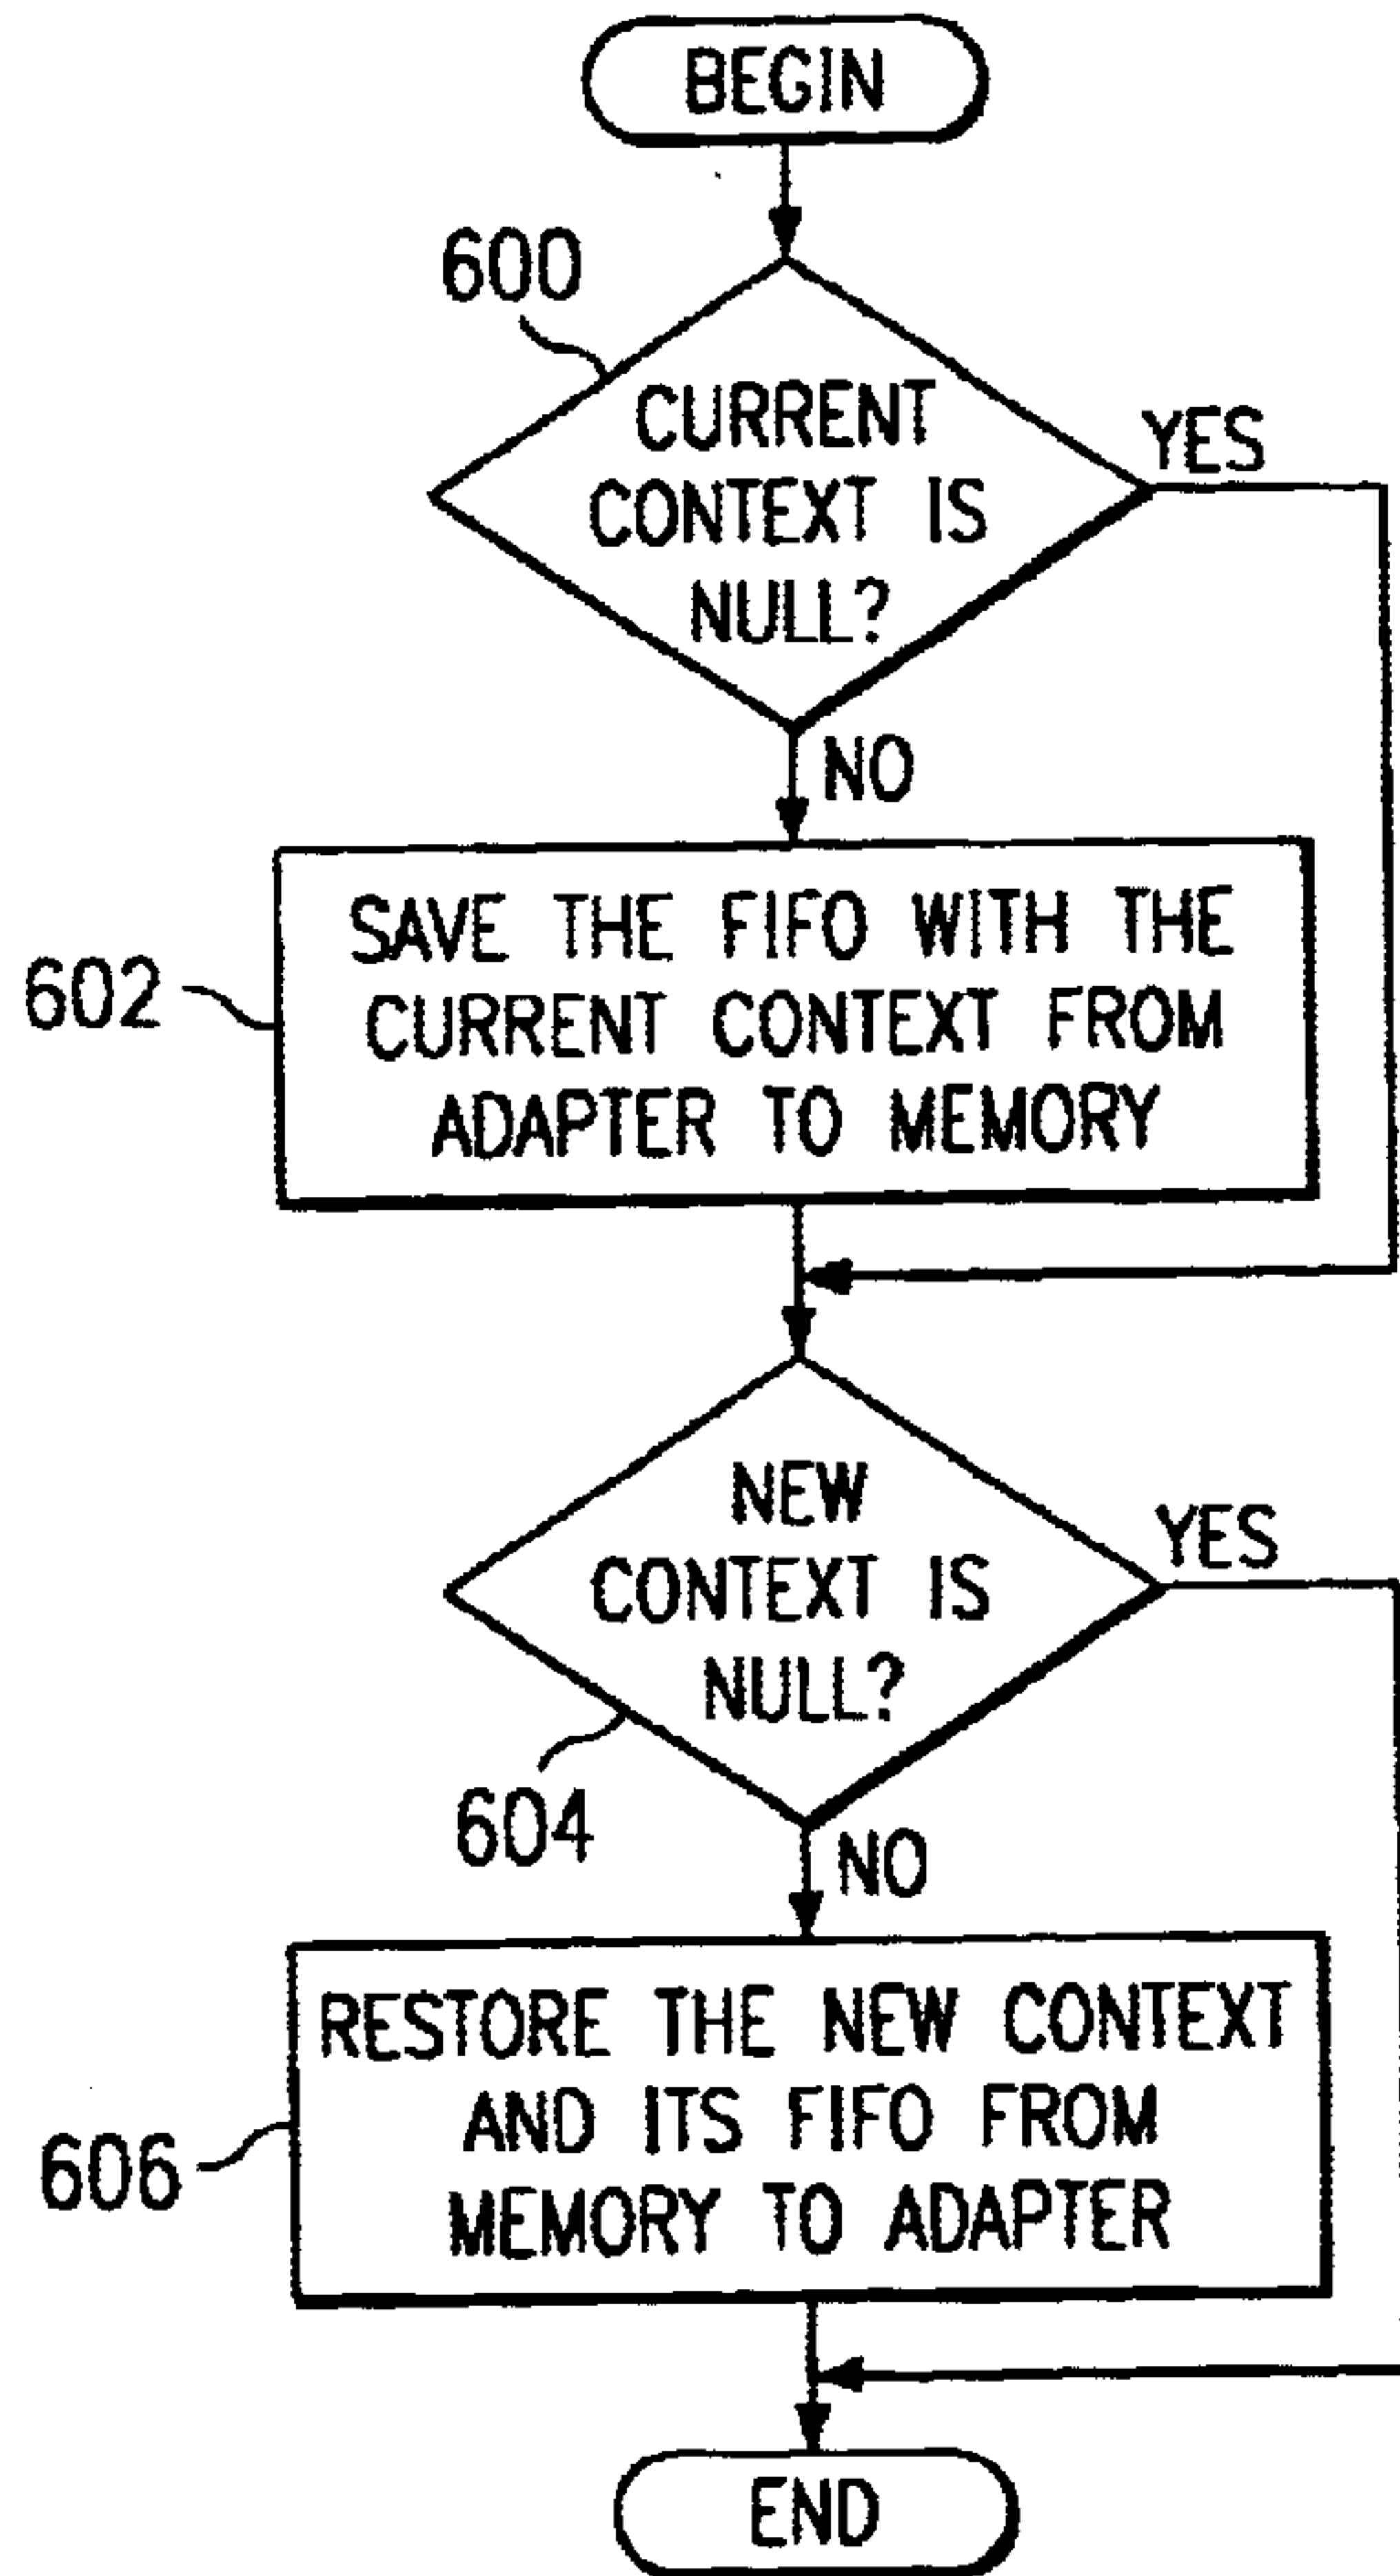 BEGIN
600
CURRENT
CONTEXT IS
NULL?
YES
NO
602
SAVE THE FIFO WITH THE
CURRENT CONTEXT FROM
ADAPTER TO MEMORY
NEW
CONTEXT IS
NULL?
YES
604
NO
606
RESTORE THE NEW CONTEXT
AND ITS FIFO FROM
MEMORY TO ADAPTER
END